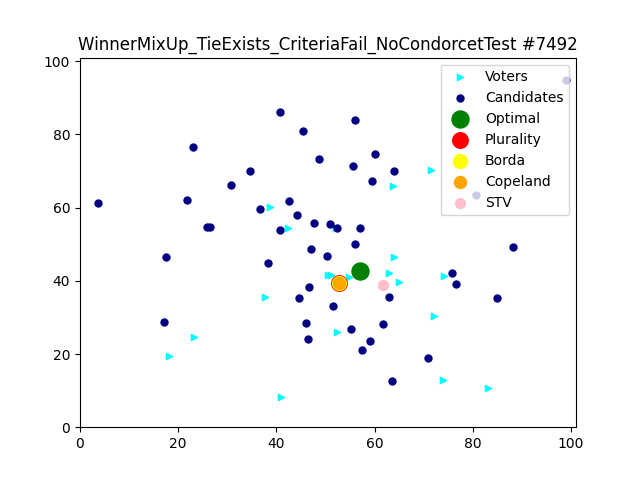 WinnerMixUp_TieExists_CriteriaFail_NoCondorcetTest #7492
100
80
60
40
20
0
0 20 40 60 80 100
Voters
Candidates
Optimal
Plurality
Borda
Copeland
STV